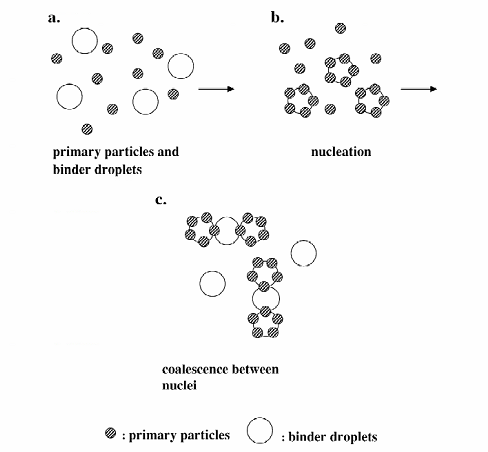 a.
b.
primary particles and
binder droplets
nucleation
c.
coalescence between
nuclei
: primary particles
: binder droplets